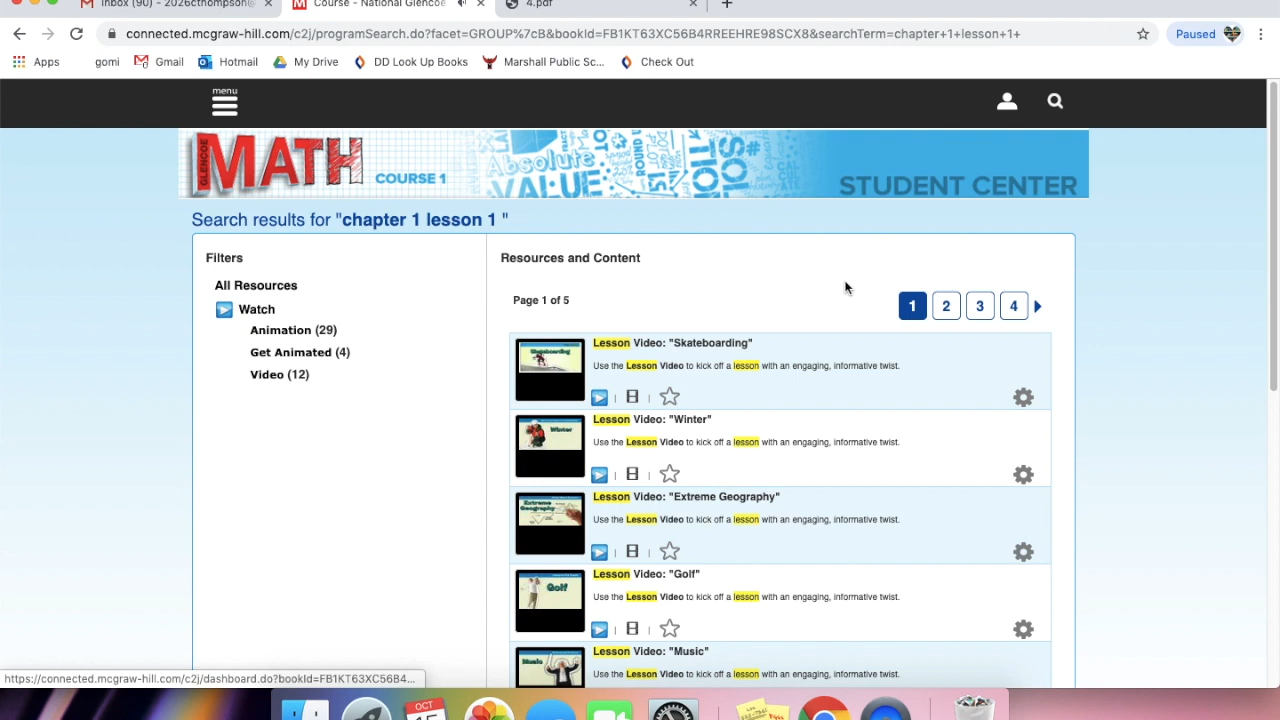 Inbox (90) - 2026cthompson@
Course - National Glencoe
4.pdf
connected.mcgraw-hill.com/c2j/programSearch.do?facet=GROUP%7cB&bookId=FB1KT63XC56B4RREEHRE98SCX8&searchTerm=chapter+1+lesson+1+
Paused
Apps gomi Gmail Hotmail My Drive DD Look Up Books Marshall Public Sc... Check Out
menu
GLENCOE MATH COURSE 1
Absolute VALUE
STUDENT CENTER
Search results for "chapter 1 lesson 1 "
Filters
All Resources
Watch
Animation (29)
Get Animated (4)
Video (12)
Resources and Content
Page 1 of 5
1 2 3 4
Skateboarding
Lesson Video: "Skateboarding"
Use the Lesson Video to kick off a lesson with an engaging, informative twist.
Winter
Lesson Video: "Winter"
Use the Lesson Video to kick off a lesson with an engaging, informative twist.
Extreme Geography
Lesson Video: "Extreme Geography"
Use the Lesson Video to kick off a lesson with an engaging, informative twist.
Golf
Lesson Video: "Golf"
Use the Lesson Video to kick off a lesson with an engaging, informative twist.
Music
Lesson Video: "Music"
Use the Lesson Video to kick off a lesson with an engaging, informative twist.
https://connected.mcgraw-hill.com/c2j/dashboard.do?bookId=FB1KT63XC56B4...
OCT